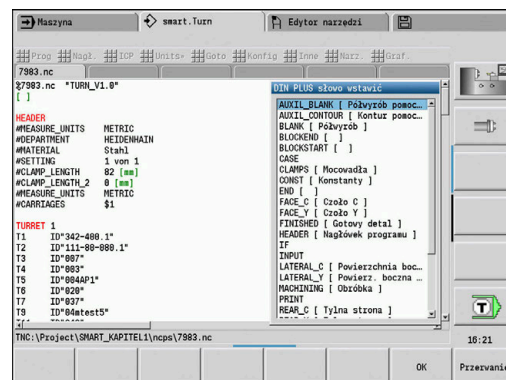 Maszyna
smart.Turn
Edytor narzędzi
Prog Nagł. ICP Units» Goto Konfig Inne Narz. Graf.
7983.nc
%7983.nc "TURN_V1.0"
[ ]
HEADER
#MEASURE_UNITS METRIC
#DEPARTMENT HEIDENHAIN
#MATERIAL Stahl
#SETTING 1 von 1
#CLAMP_LENGTH 82 [mm]
#CLAMP_LENGTH_2 0 [mm]
#MEASURE_UNITS METRIC
#CARRIAGES $1
TURRET 1
T1 ID"342-400.1"
T2 ID"111-80-080.1"
T3 ID"007"
T4 ID"003"
T5 ID"004AP1"
T6 ID"020"
T7 ID"037"
T9 ID"04mtest5"
DIN PLUS słowo wstawić
AUXIL_BLANK [ Półwyrób pomoc…
AUXIL_CONTOUR [ Kontur pomoc…
BLANK [ Półwyrób ]
BLOCKEND [ ]
BLOCKSTART [ ]
CASE
CLAMPS [ Mocowadła ]
CONST [ Konstanty ]
END [ ]
FACE_C [ Czoło C ]
FACE_Y [ Czoło Y ]
FINISHED [ Gotowy detal ]
HEADER [ Nagłówek programu ]
IF
INPUT
LATERAL_C [ Powierzchnia boc…
LATERAL_Y [ Powierz. boczna …
MACHINING [ Obróbka ]
PRINT
REAR_C [ Tylna strona ]
TNC:\Project\SMART_KAPITEL1\ncps\7983.nc
T
16:21
OK
Przerwanie